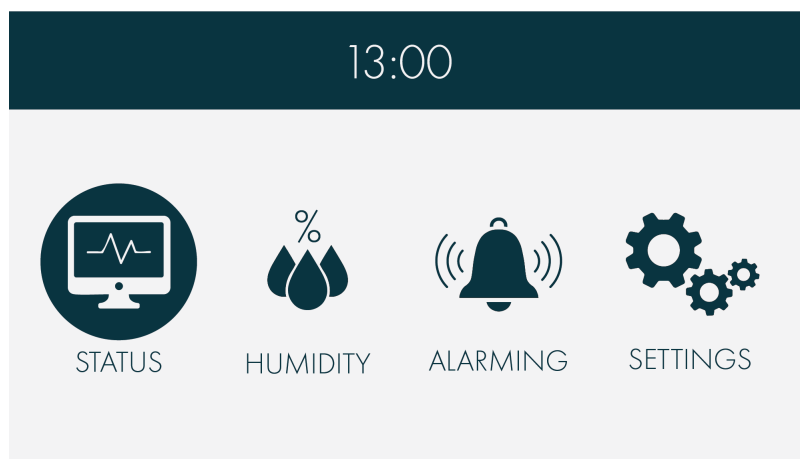 13:00
%
STATUS
HUMIDITY
ALARMING
SETTINGS